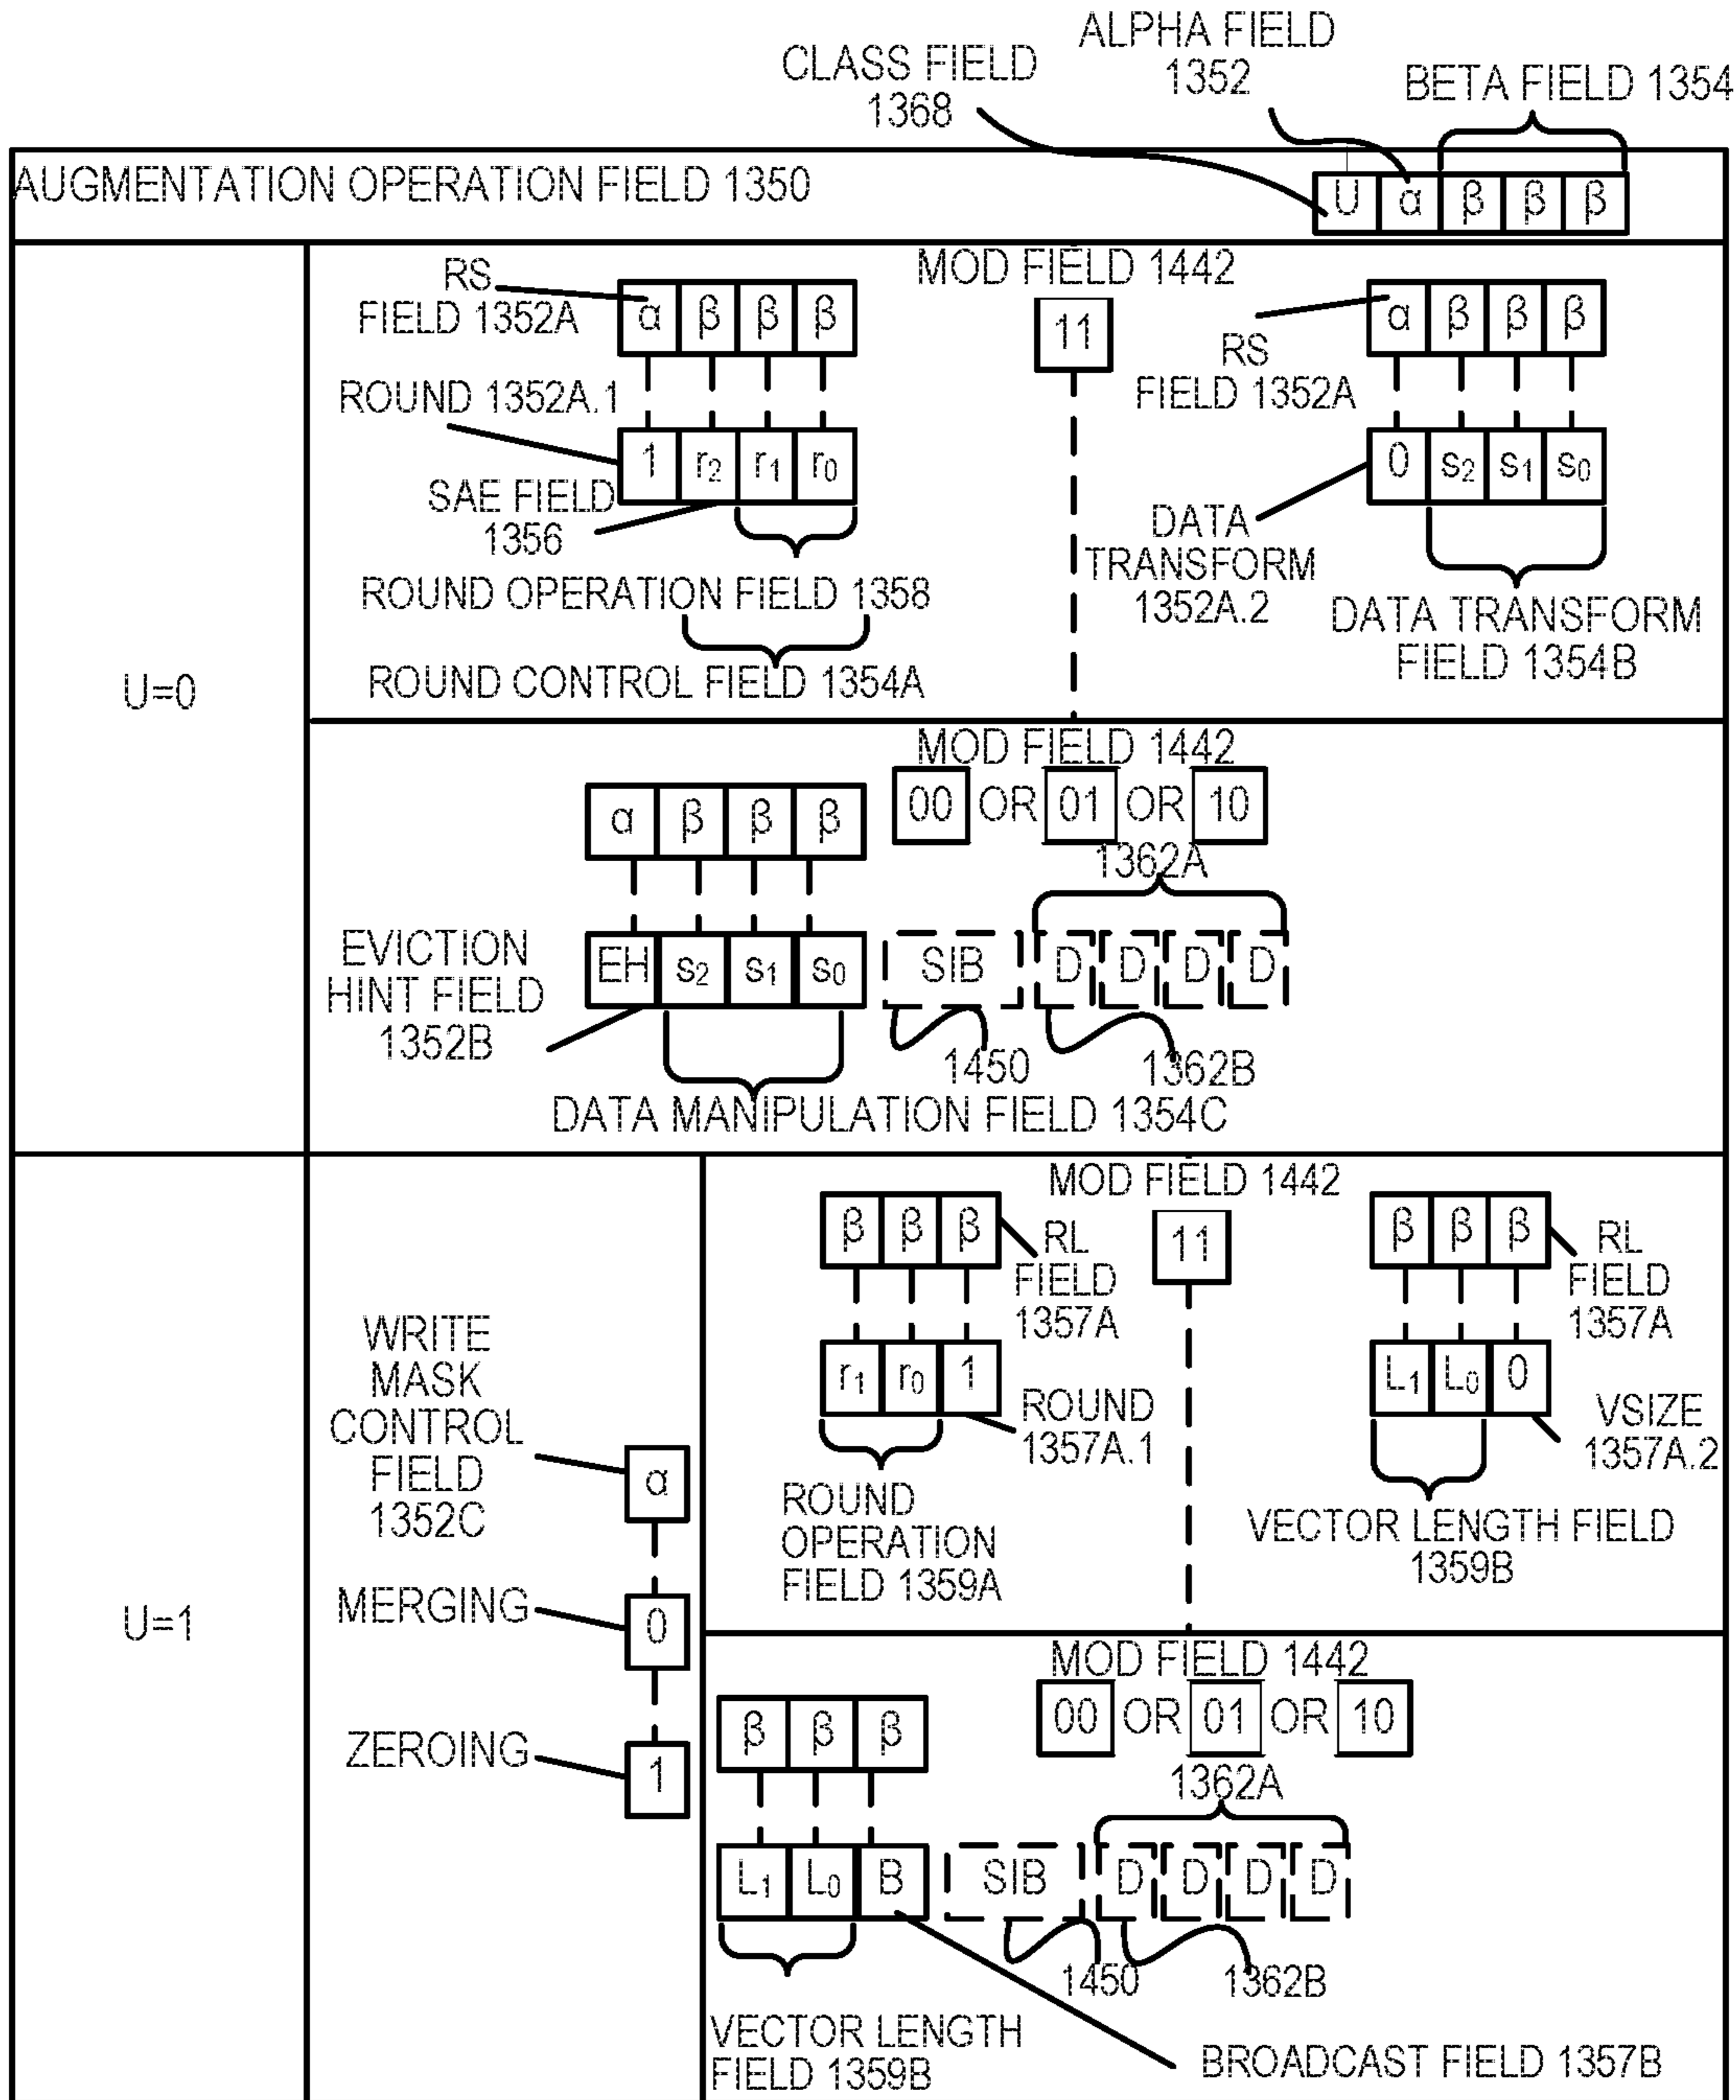 CLASS FIELD
1368
ALPHA FIELD
1352
BETA FIELD 1354
AUGMENTATION OPERATION FIELD 1350
U α β β β
U=0
RS
FIELD 1352A
α β β β
ROUND 1352A.1
1 r₂ r₁ r₀
SAE FIELD
1356
ROUND OPERATION FIELD 1358
ROUND CONTROL FIELD 1354A
MOD FIELD 1442
11
α β β β
RS
FIELD 1352A
0 s₂ s₁ s₀
DATA
TRANSFORM
1352A.2
DATA TRANSFORM
FIELD 1354B
MOD FIELD 1442
00 OR 01 OR 10
α β β β
1362A
EVICTION
HINT FIELD
1352B
EH s₂ s₁ s₀ SIB D D D D
1450
1362B
DATA MANIPULATION FIELD 1354C
U=1
WRITE
MASK
CONTROL
FIELD
1352C
α
MERGING
0
ZEROING
1
MOD FIELD 1442
11
β β β
RL
FIELD
1357A
r₁ r₀ 1
ROUND
1357A.1
ROUND
OPERATION
FIELD 1359A
β β β
RL
FIELD
1357A
L₁ L₀ 0
VSIZE
1357A.2
VECTOR LENGTH FIELD
1359B
MOD FIELD 1442
00 OR 01 OR 10
β β β
1362A
L₁ L₀ B SIB D D D D
1450
1362B
VECTOR LENGTH
FIELD 1359B
BROADCAST FIELD 1357B